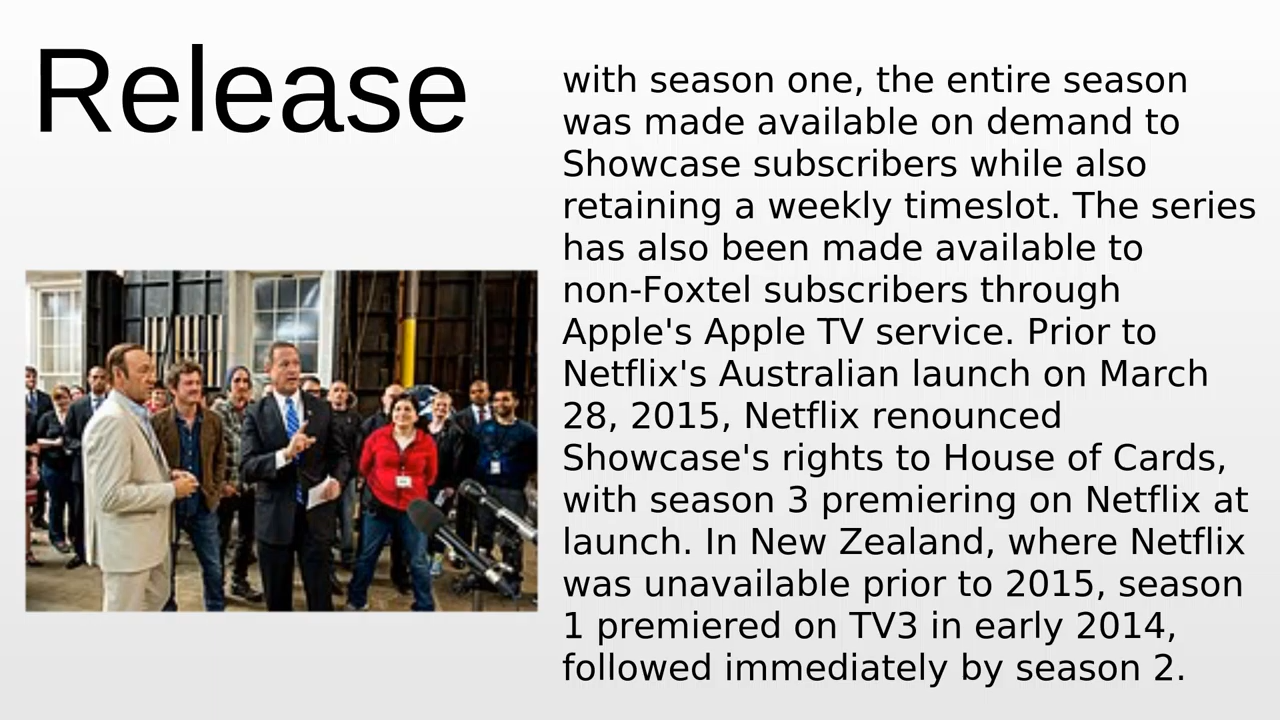 Release
with season one, the entire season
was made available on demand to
Showcase subscribers while also
retaining a weekly timeslot. The series
has also been made available to
non-Foxtel subscribers through
Apple's Apple TV service. Prior to
Netflix's Australian launch on March
28, 2015, Netflix renounced
Showcase's rights to House of Cards,
with season 3 premiering on Netflix at
launch. In New Zealand, where Netflix
was unavailable prior to 2015, season
1 premiered on TV3 in early 2014,
followed immediately by season 2.